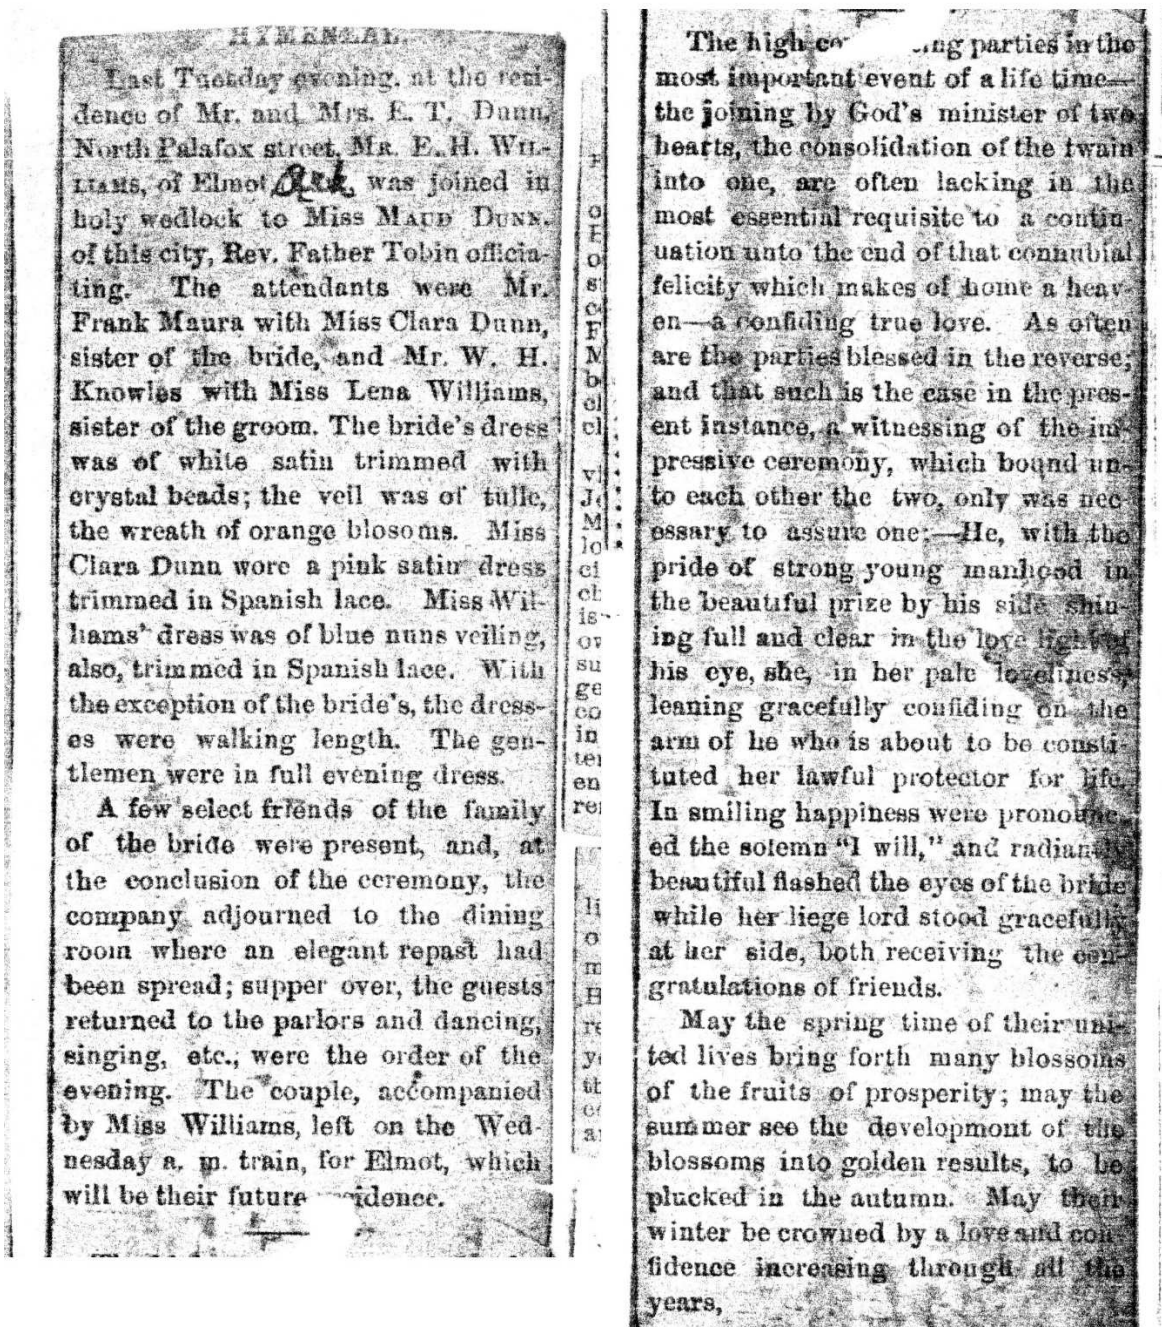 HYMENEAL.
Last Tuesday evening, at the resi-
dence of Mr. and Mrs. E. T. Dunn,
North Palafox street, MR. E. H. WIL-
LIAMS, of Elmot Ark, was joined in
holy wedlock to Miss MAUD DUNN.
of this city, Rev. Father Tobin officia-
ting. The attendants were Mr.
Frank Maura with Miss Clara Dunn,
sister of the bride, and Mr. W. H.
Knowles with Miss Lena Williams,
sister of the groom. The bride's dress
was of white satin trimmed with
crystal beads; the veil was of tulle,
the wreath of orange blosoms. Miss
Clara Dunn wore a pink satin dress
trimmed in Spanish lace. Miss Wil-
liams' dress was of blue nuns veiling,
also, trimmed in Spanish lace. With
the exception of the bride's, the dress-
es were walking length. The gen-
tlemen were in full evening dress.
A few select friends of the family
of the bride were present, and, at
the conclusion of the ceremony, the
company adjourned to the dining
room where an elegant repast had
been spread; supper over, the guests
returned to the parlors and dancing,
singing, etc., were the order of the
evening. The couple, accompanied
by Miss Williams, left on the Wed-
nesday a. m. train, for Elmot, which
will be their future idence.
The high ing parties in the
most important event of a life time—
the joining by God's minister of two
hearts, the consolidation of the twain
into one, are often lacking in the
most essential requisite to a contin-
uation unto the end of that connubial
felicity which makes of home a heav-
en—a confiding true love. As often
are the parties blessed in the reverse;
and that such is the case in the pres-
ent instance, a witnessing of the im-
pressive ceremony, which bound un-
to each other the two, only was nec-
essary to assure one;—He, with the
pride of strong young manhood in
the beautiful prize by his side shin-
ing full and clear in the love light of
his eye, she, in her pale loveliness,
leaning gracefully confiding on the
arm of he who is about to be consti-
tuted her lawful protector for life.
In smiling happiness were pronounc-
ed the solemn "I will," and radiantly
beautiful flashed the eyes of the bride
while her liege lord stood gracefully
at her side, both receiving the con-
gratulations of friends.
May the spring time of their uni-
ted lives bring forth many blossoms
of the fruits of prosperity; may the
summer see the developmont of the
blossoms into golden results, to be
plucked in the autumn. May their
winter be crowned by a love and con-
fidence increasing through all the
years,